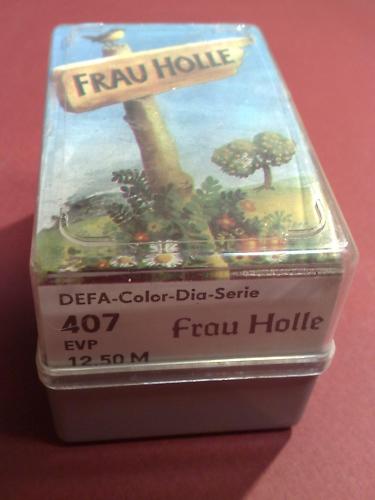 FRAU HOLLE
DEFA-Color-Dia-Serie
407
Frau Holle
EVP
12,50 M